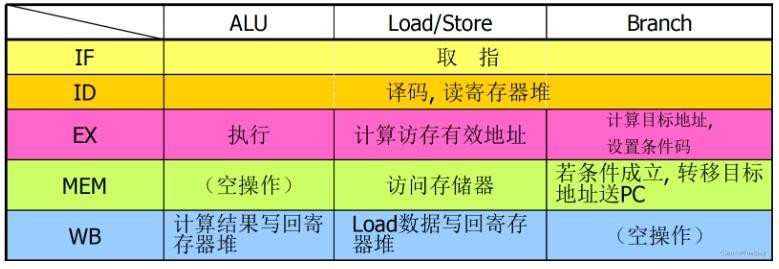 ALU Load/Store Branch
IF 取 指
ID 译码, 读寄存器堆
EX 执行 计算访存有效地址 计算目标地址,
设置条件码
MEM （空操作） 访问存储器 若条件成立, 转移目标
地址送PC
WB 计算结果写回寄
存器堆 Load数据写回寄存
器堆 （空操作）